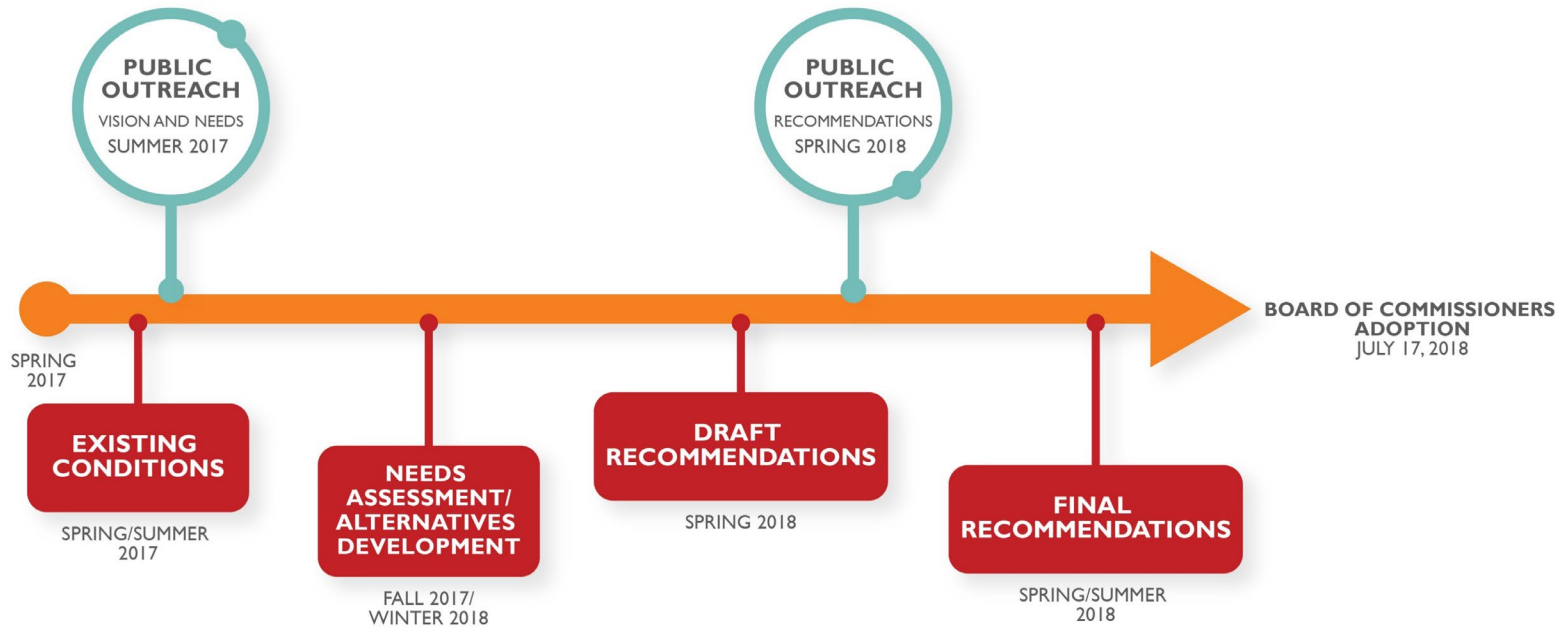 PUBLIC
OUTREACH
VISION AND NEEDS
SUMMER 2017
PUBLIC
OUTREACH
RECOMMENDATIONS
SPRING 2018
SPRING
2017
BOARD OF COMMISSIONERS
ADOPTION
JULY 17, 2018
EXISTING
CONDITIONS
SPRING/SUMMER
2017
NEEDS
ASSESSMENT/
ALTERNATIVES
DEVELOPMENT
FALL 2017/
WINTER 2018
DRAFT
RECOMMENDATIONS
SPRING 2018
FINAL
RECOMMENDATIONS
SPRING/SUMMER
2018